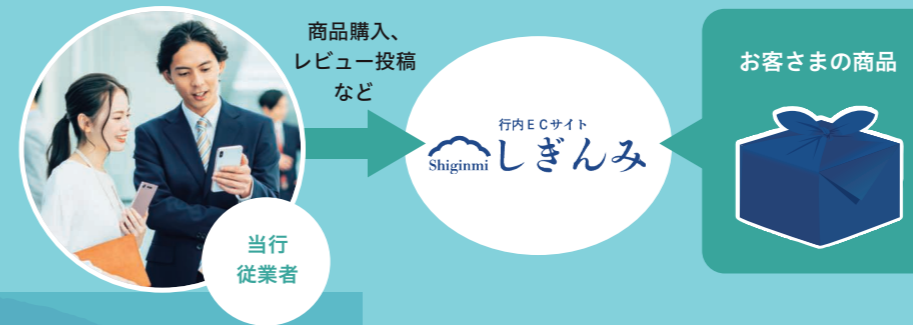 商品購入、
レビュー投稿
など
当行
従業者
行内ECサイト
Shiginmi しぎんみ
お客さまの商品